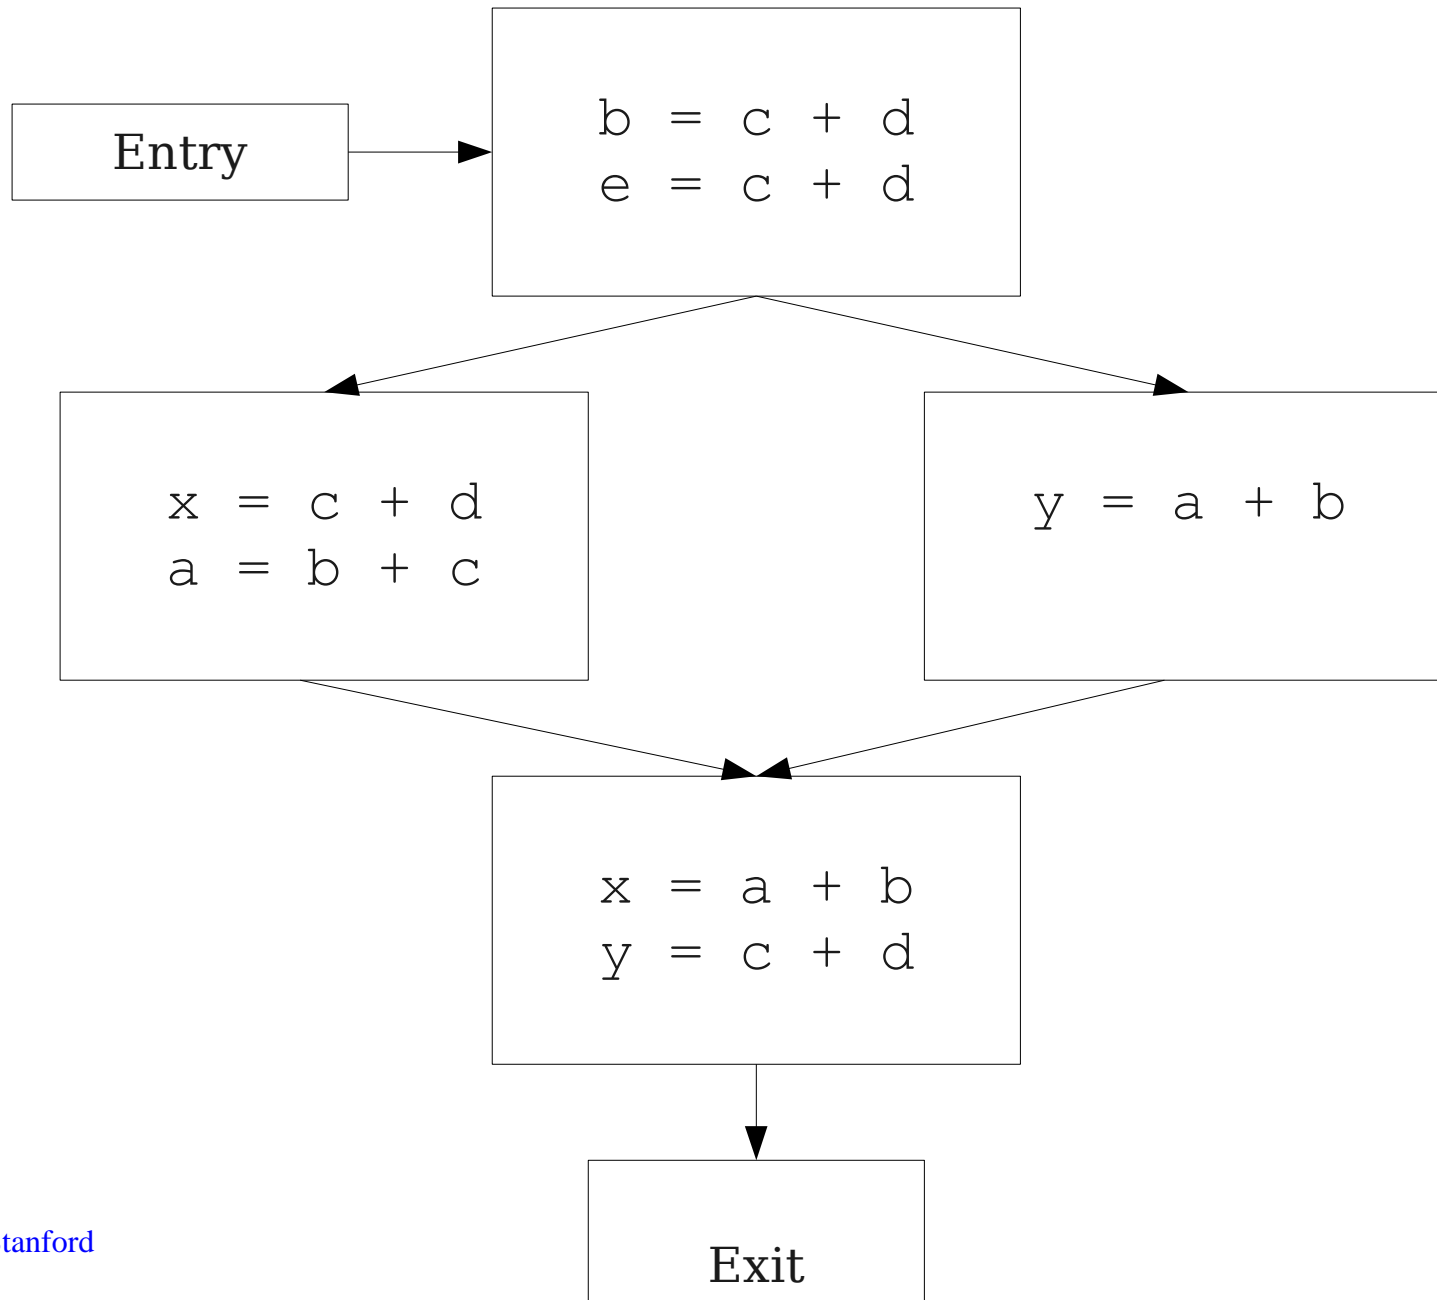 Entry
b = c + d
e = c + d
x = c + d
a = b + c
y = a + b
x = a + b
y = c + d
Exit
tanford